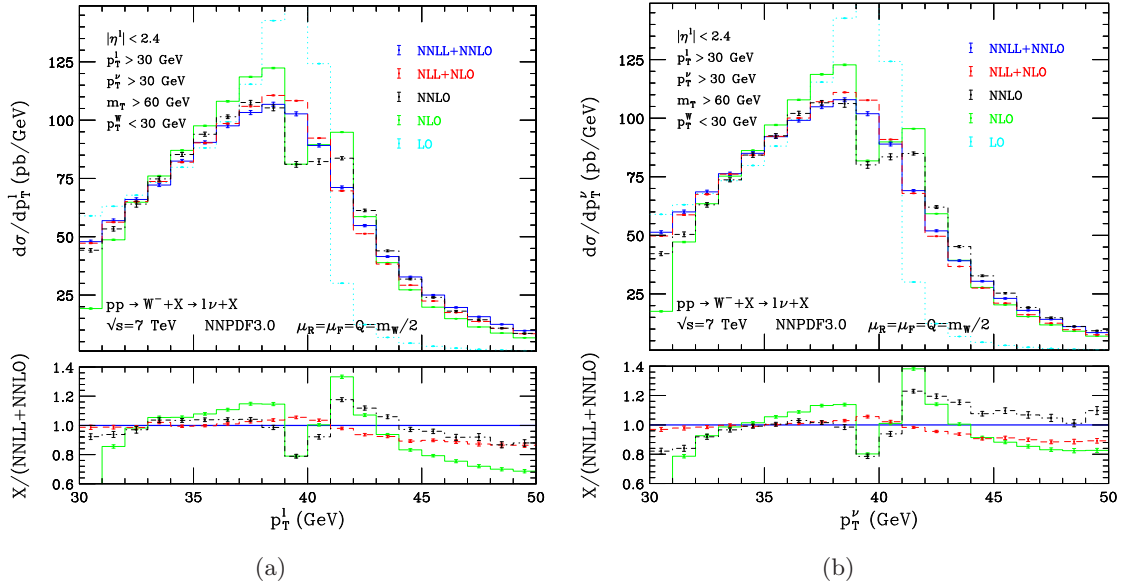 |η^l| < 2.4
p_T^l > 30 GeV
p_T^ν > 30 GeV
m_T > 60 GeV
p_T^W < 30 GeV
NNLL+NNLO
NLL+NLO
NNLO
NLO
LO
dσ/dp_T^l (pb/GeV)
125
100
75
50
25
pp → W^- +X → lν+X
√s=7 TeV NNPDF3.0 μ_R=μ_F=Q=m_W/2
X/(NNLL+NNLO)
1.4
1.2
1.0
0.8
0.6
30 35 40 45 50
p_T^l (GeV)
(a)
|η^l| < 2.4
p_T^l > 30 GeV
p_T^ν > 30 GeV
m_T > 60 GeV
p_T^W < 30 GeV
NNLL+NNLO
NLL+NLO
NNLO
NLO
LO
dσ/dp_T^ν (pb/GeV)
125
100
75
50
25
pp → W^- +X → lν+X
√s=7 TeV NNPDF3.0 μ_R=μ_F=Q=m_W/2
X/(NNLL+NNLO)
1.4
1.2
1.0
0.8
0.6
30 35 40 45 50
p_T^ν (GeV)
(b)